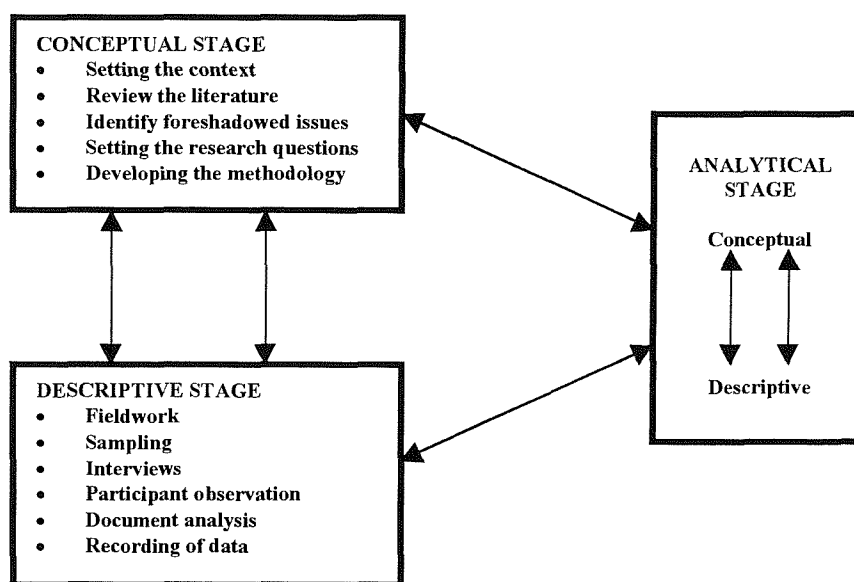 CONCEPTUAL STAGE
• Setting the context
• Review the literature
• Identify foreshadowed issues
• Setting the research questions
• Developing the methodology
ANALYTICAL
STAGE
Conceptual
Descriptive
DESCRIPTIVE STAGE
• Fieldwork
• Sampling
• Interviews
• Participant observation
• Document analysis
• Recording of data